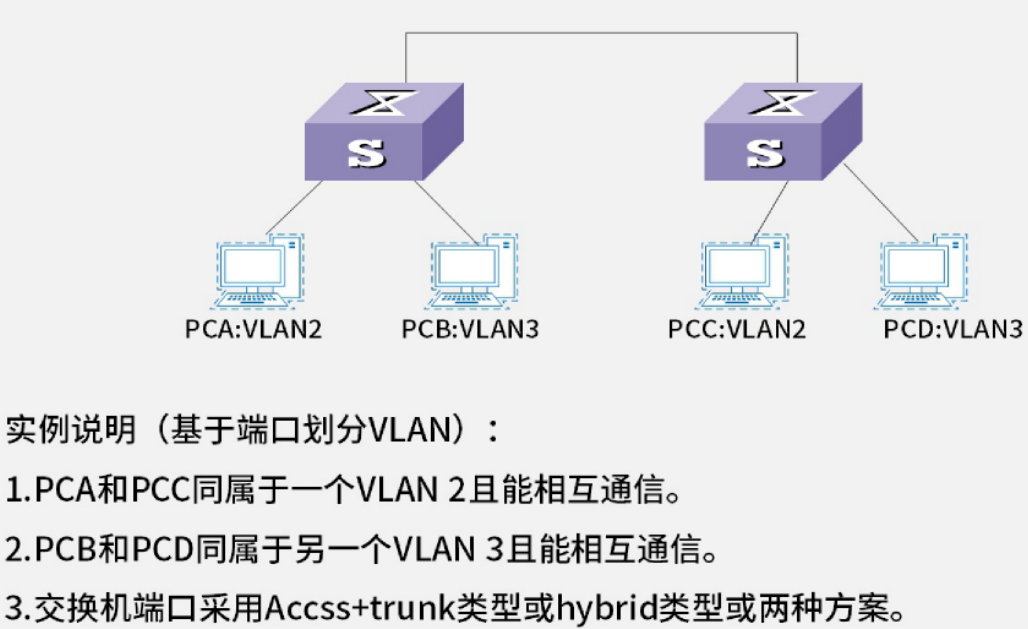 S
S
PCA:VLAN2
PCB:VLAN3
PCC:VLAN2
PCD:VLAN3
实例说明（基于端口划分VLAN）：
1.PCA和PCC同属于一个VLAN 2且能相互通信。
2.PCB和PCD同属于另一个VLAN 3且能相互通信。
3.交换机端口采用Accss+trunk类型或hybrid类型或两种方案。